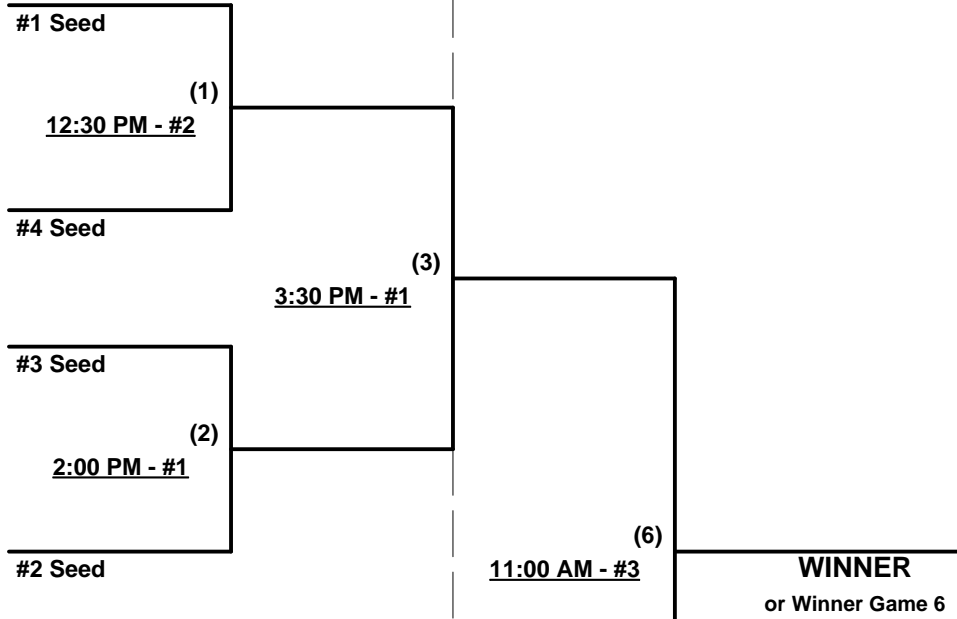 #1 Seed
(1)
12:30 PM - #2
#4 Seed
(3)
3:30 PM - #1
#3 Seed
(2)
2:00 PM - #1
(6)
11:00 AM - #3
#2 Seed
WINNER
or Winner Game 6